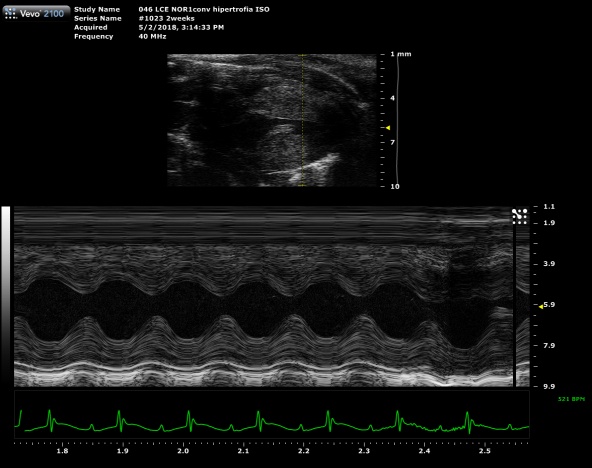 Vevo 2100
Study Name 046 LCE NOR1conv hipertrofia ISO
Series Name #1023 2weeks
Acquired 5/2/2018, 3:14:33 PM
Frequency 40 MHz
1 mm
4
7
10
1.1
1.9
3.9
5.9
7.9
9.9
521 BPM
1.8 1.9 2.0 2.1 2.2 2.3 2.4 2.5